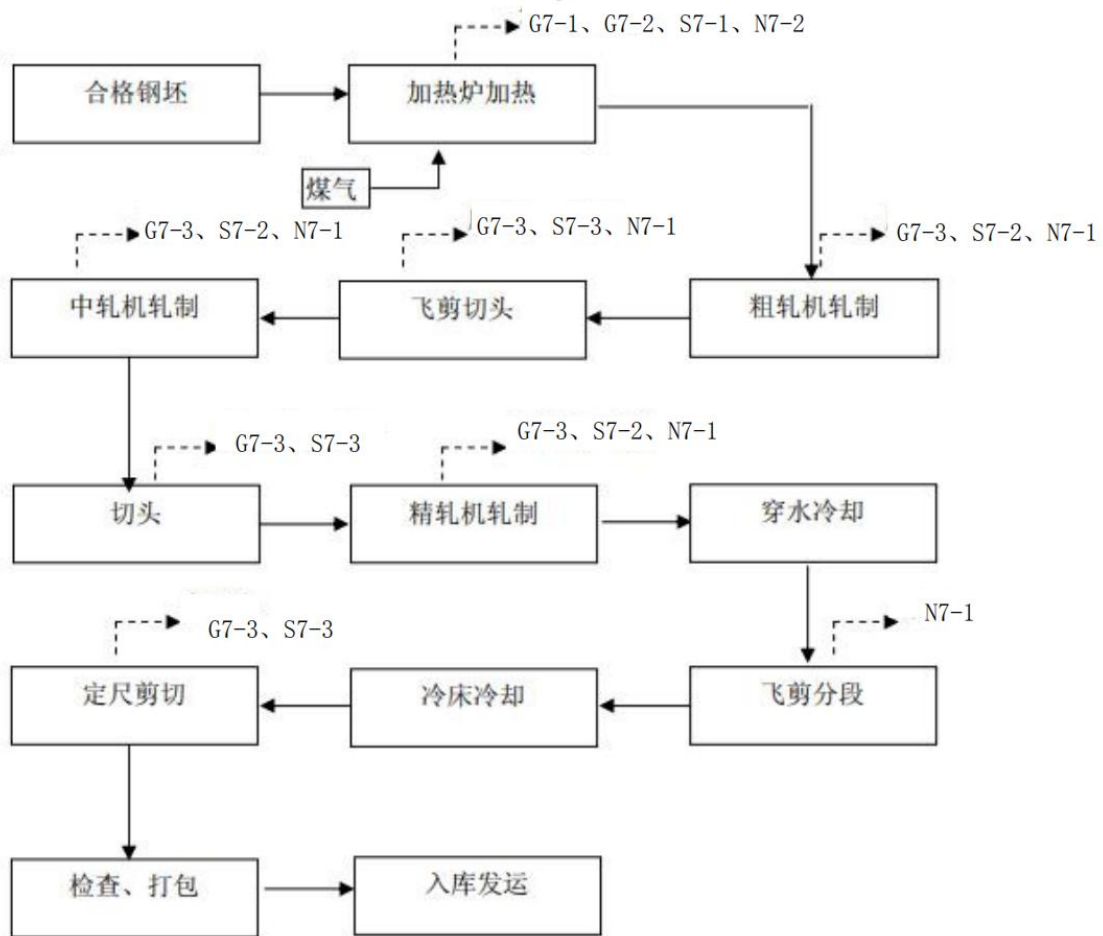 G7-1、G7-2、S7-1、N7-2
合格钢坯
加热炉加热
煤气
G7-3、S7-2、N7-1
G7-3、S7-3、N7-1
G7-3、S7-2、N7-1
中轧机轧制
飞剪切头
粗轧机轧制
G7-3、S7-3
G7-3、S7-2、N7-1
切头
精轧机轧制
穿水冷却
G7-3、S7-3
N7-1
定尺剪切
冷床冷却
飞剪分段
检查、打包
入库发运